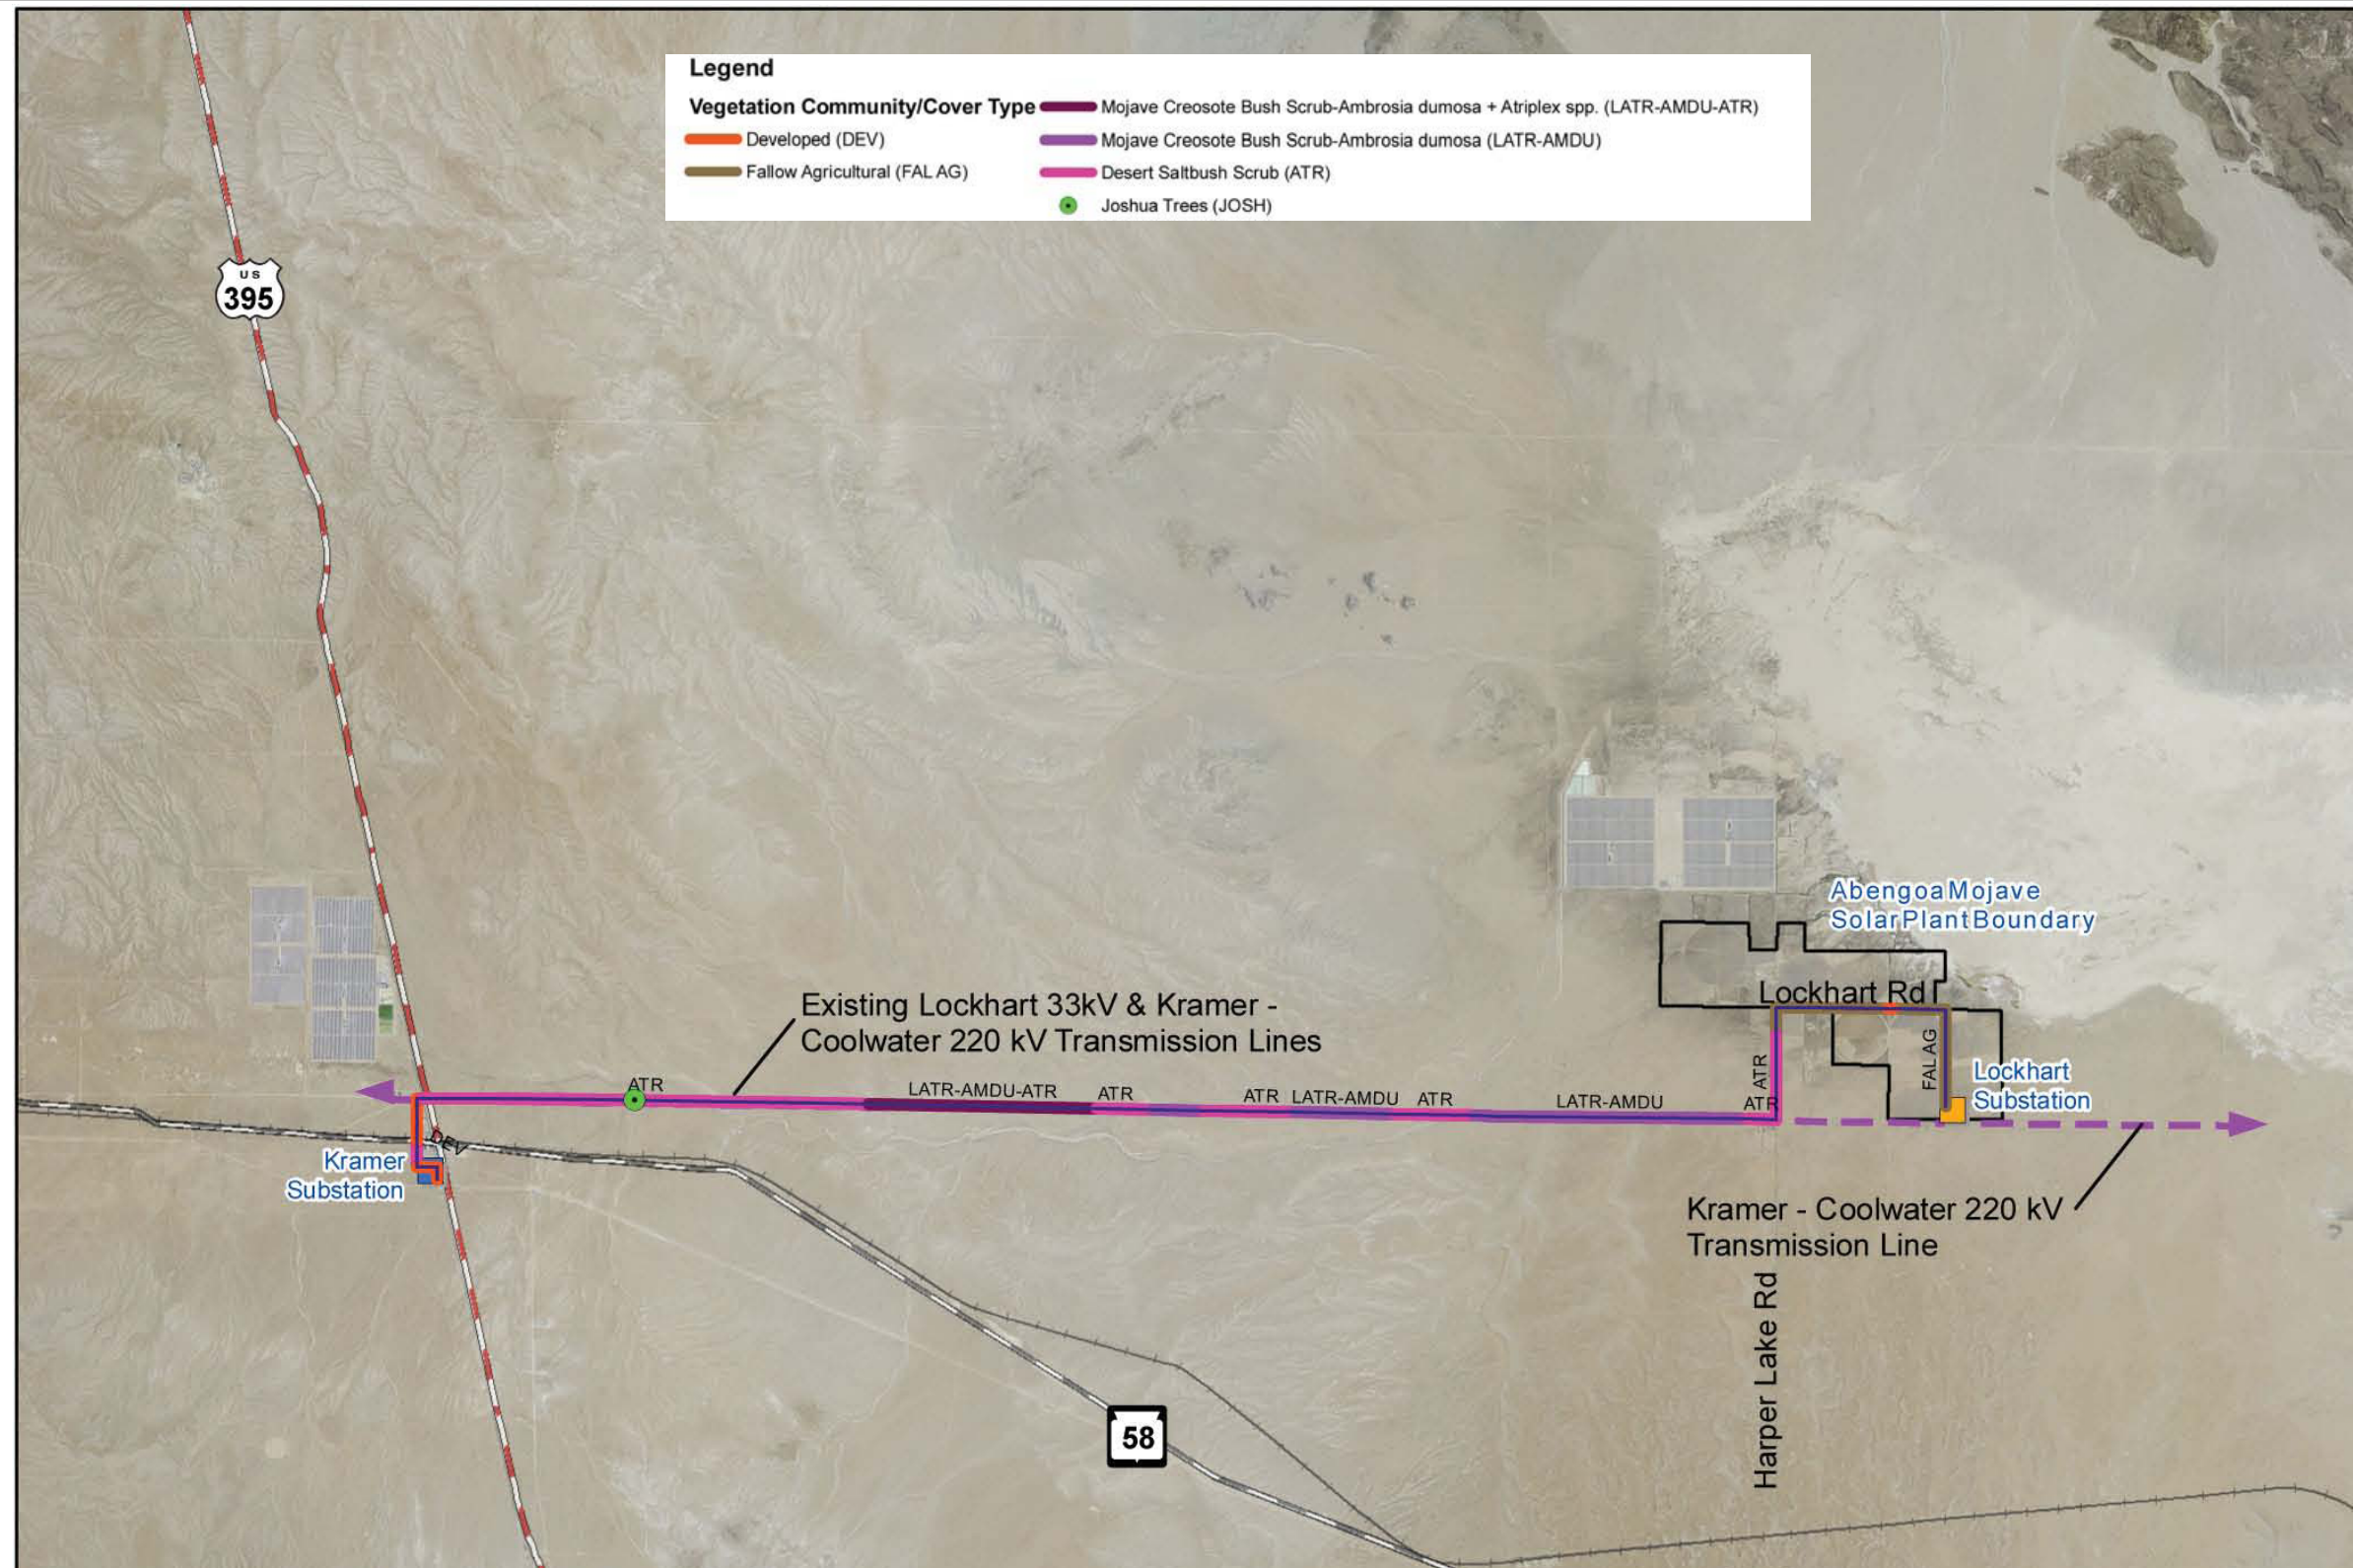 Legend
Vegetation Community/Cover Type
Developed (DEV)
Fallow Agricultural (FAL AG)
Mojave Creosote Bush Scrub-Ambrosia dumosa + Atriplex spp. (LATR-AMDU-ATR)
Mojave Creosote Bush Scrub-Ambrosia dumosa (LATR-AMDU)
Desert Saltbush Scrub (ATR)
Joshua Trees (JOSH)
US
395
Abengoa Mojave
Solar Plant Boundary
Existing Lockhart 33kV & Kramer -
Coolwater 220 kV Transmission Lines
Lockhart Rd
ATR
LATR-AMDU-ATR
ATR
ATR
LATR-AMDU
ATR
LATR-AMDU
ATR
ATR
FAL AG
Lockhart
Substation
DEV
Kramer
Substation
Kramer - Coolwater 220 kV
Transmission Line
Harper Lake Rd
58